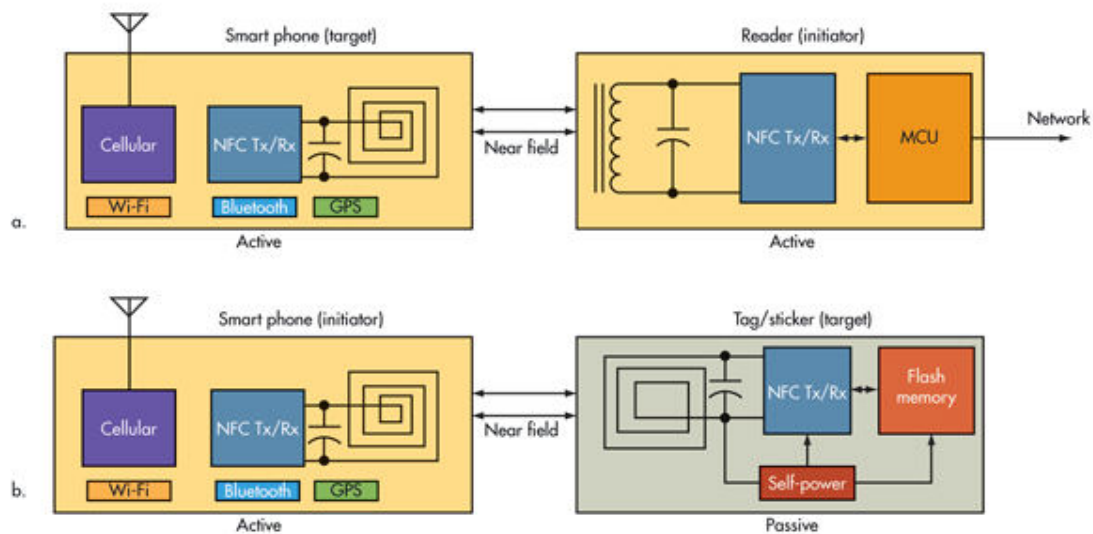 Smart phone (target)
Reader (initiator)
Cellular
NFC Tx/Rx
Wi-Fi
Bluetooth
GPS
Near field
NFC Tx/Rx
MCU
Network
a.
Active
Active
Smart phone (initiator)
Tag/sticker (target)
Cellular
NFC Tx/Rx
Wi-Fi
Bluetooth
GPS
Near field
NFC Tx/Rx
Flash
memory
Self-power
b.
Active
Passive